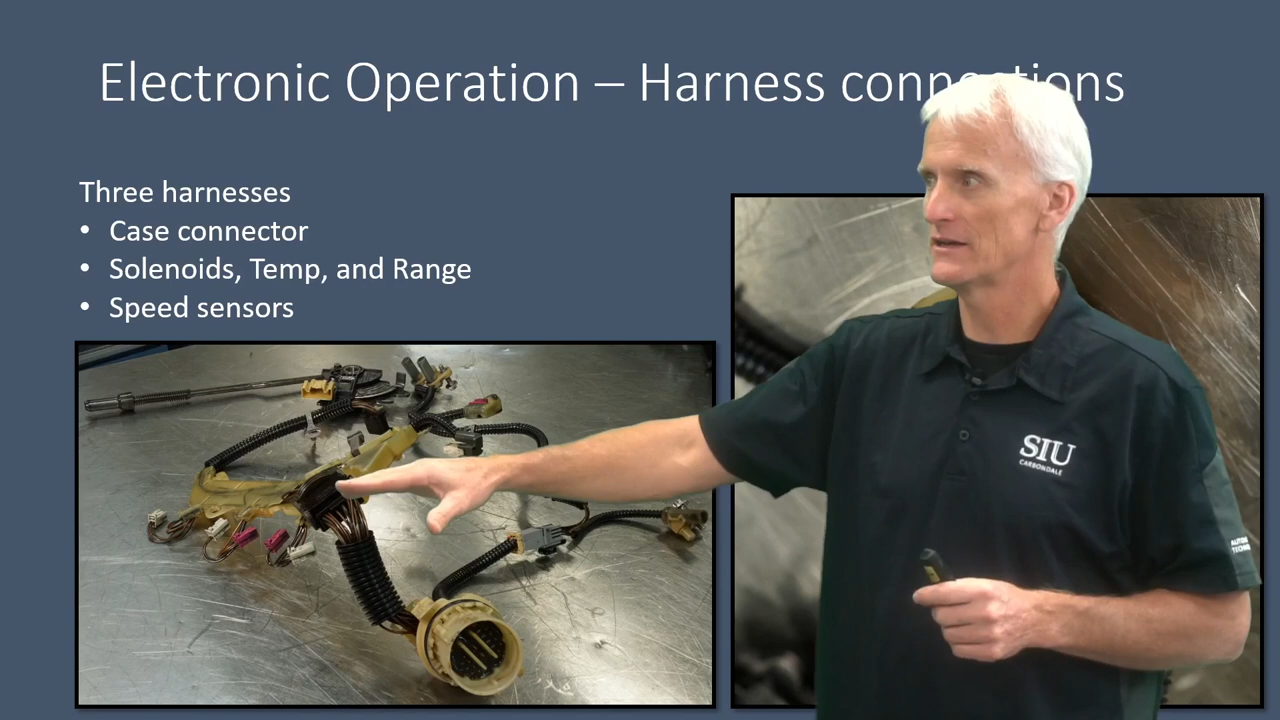 Electronic Operation – Harness connections
Three harnesses
• Case connector
• Solenoids, Temp, and Range
• Speed sensors
SIU
CARBONDALE